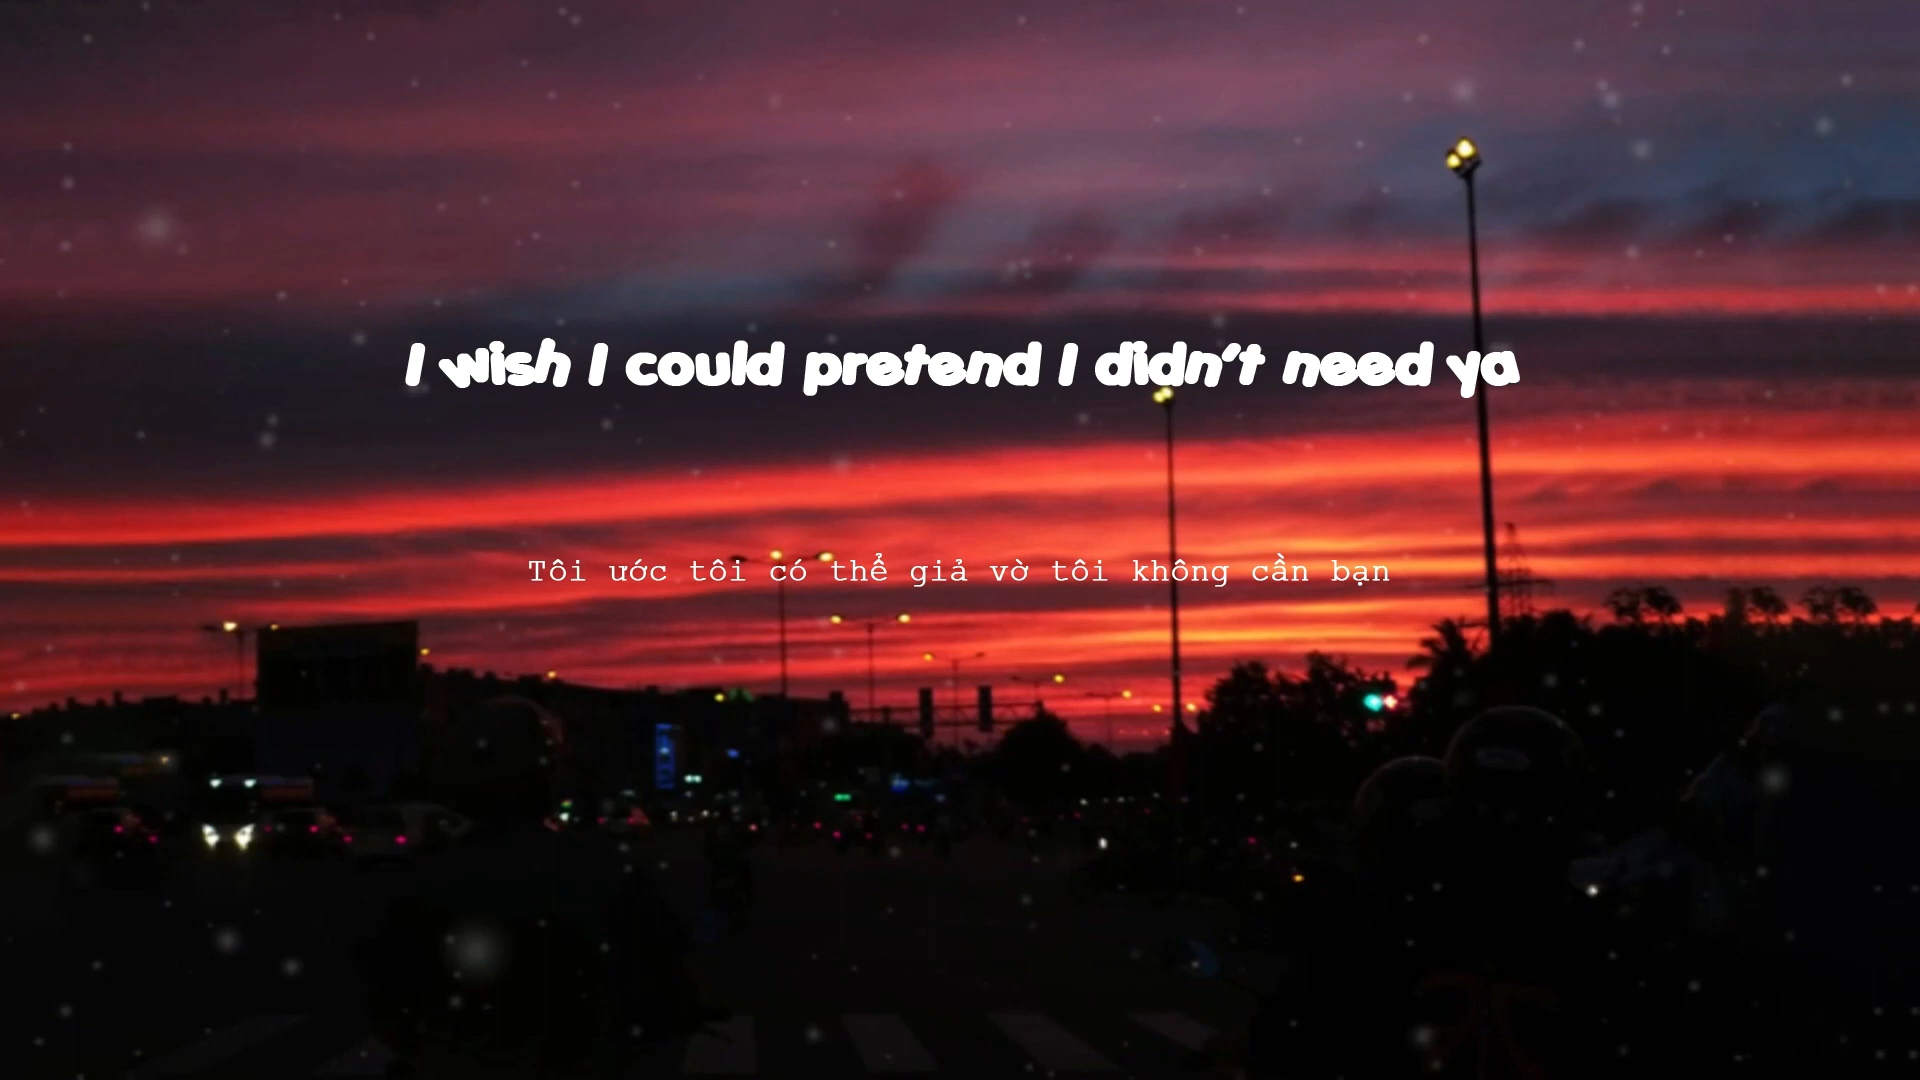 I wish I could pretend I didn't need ya
Tôi ước tôi có thể giả vờ tôi không cần bạn